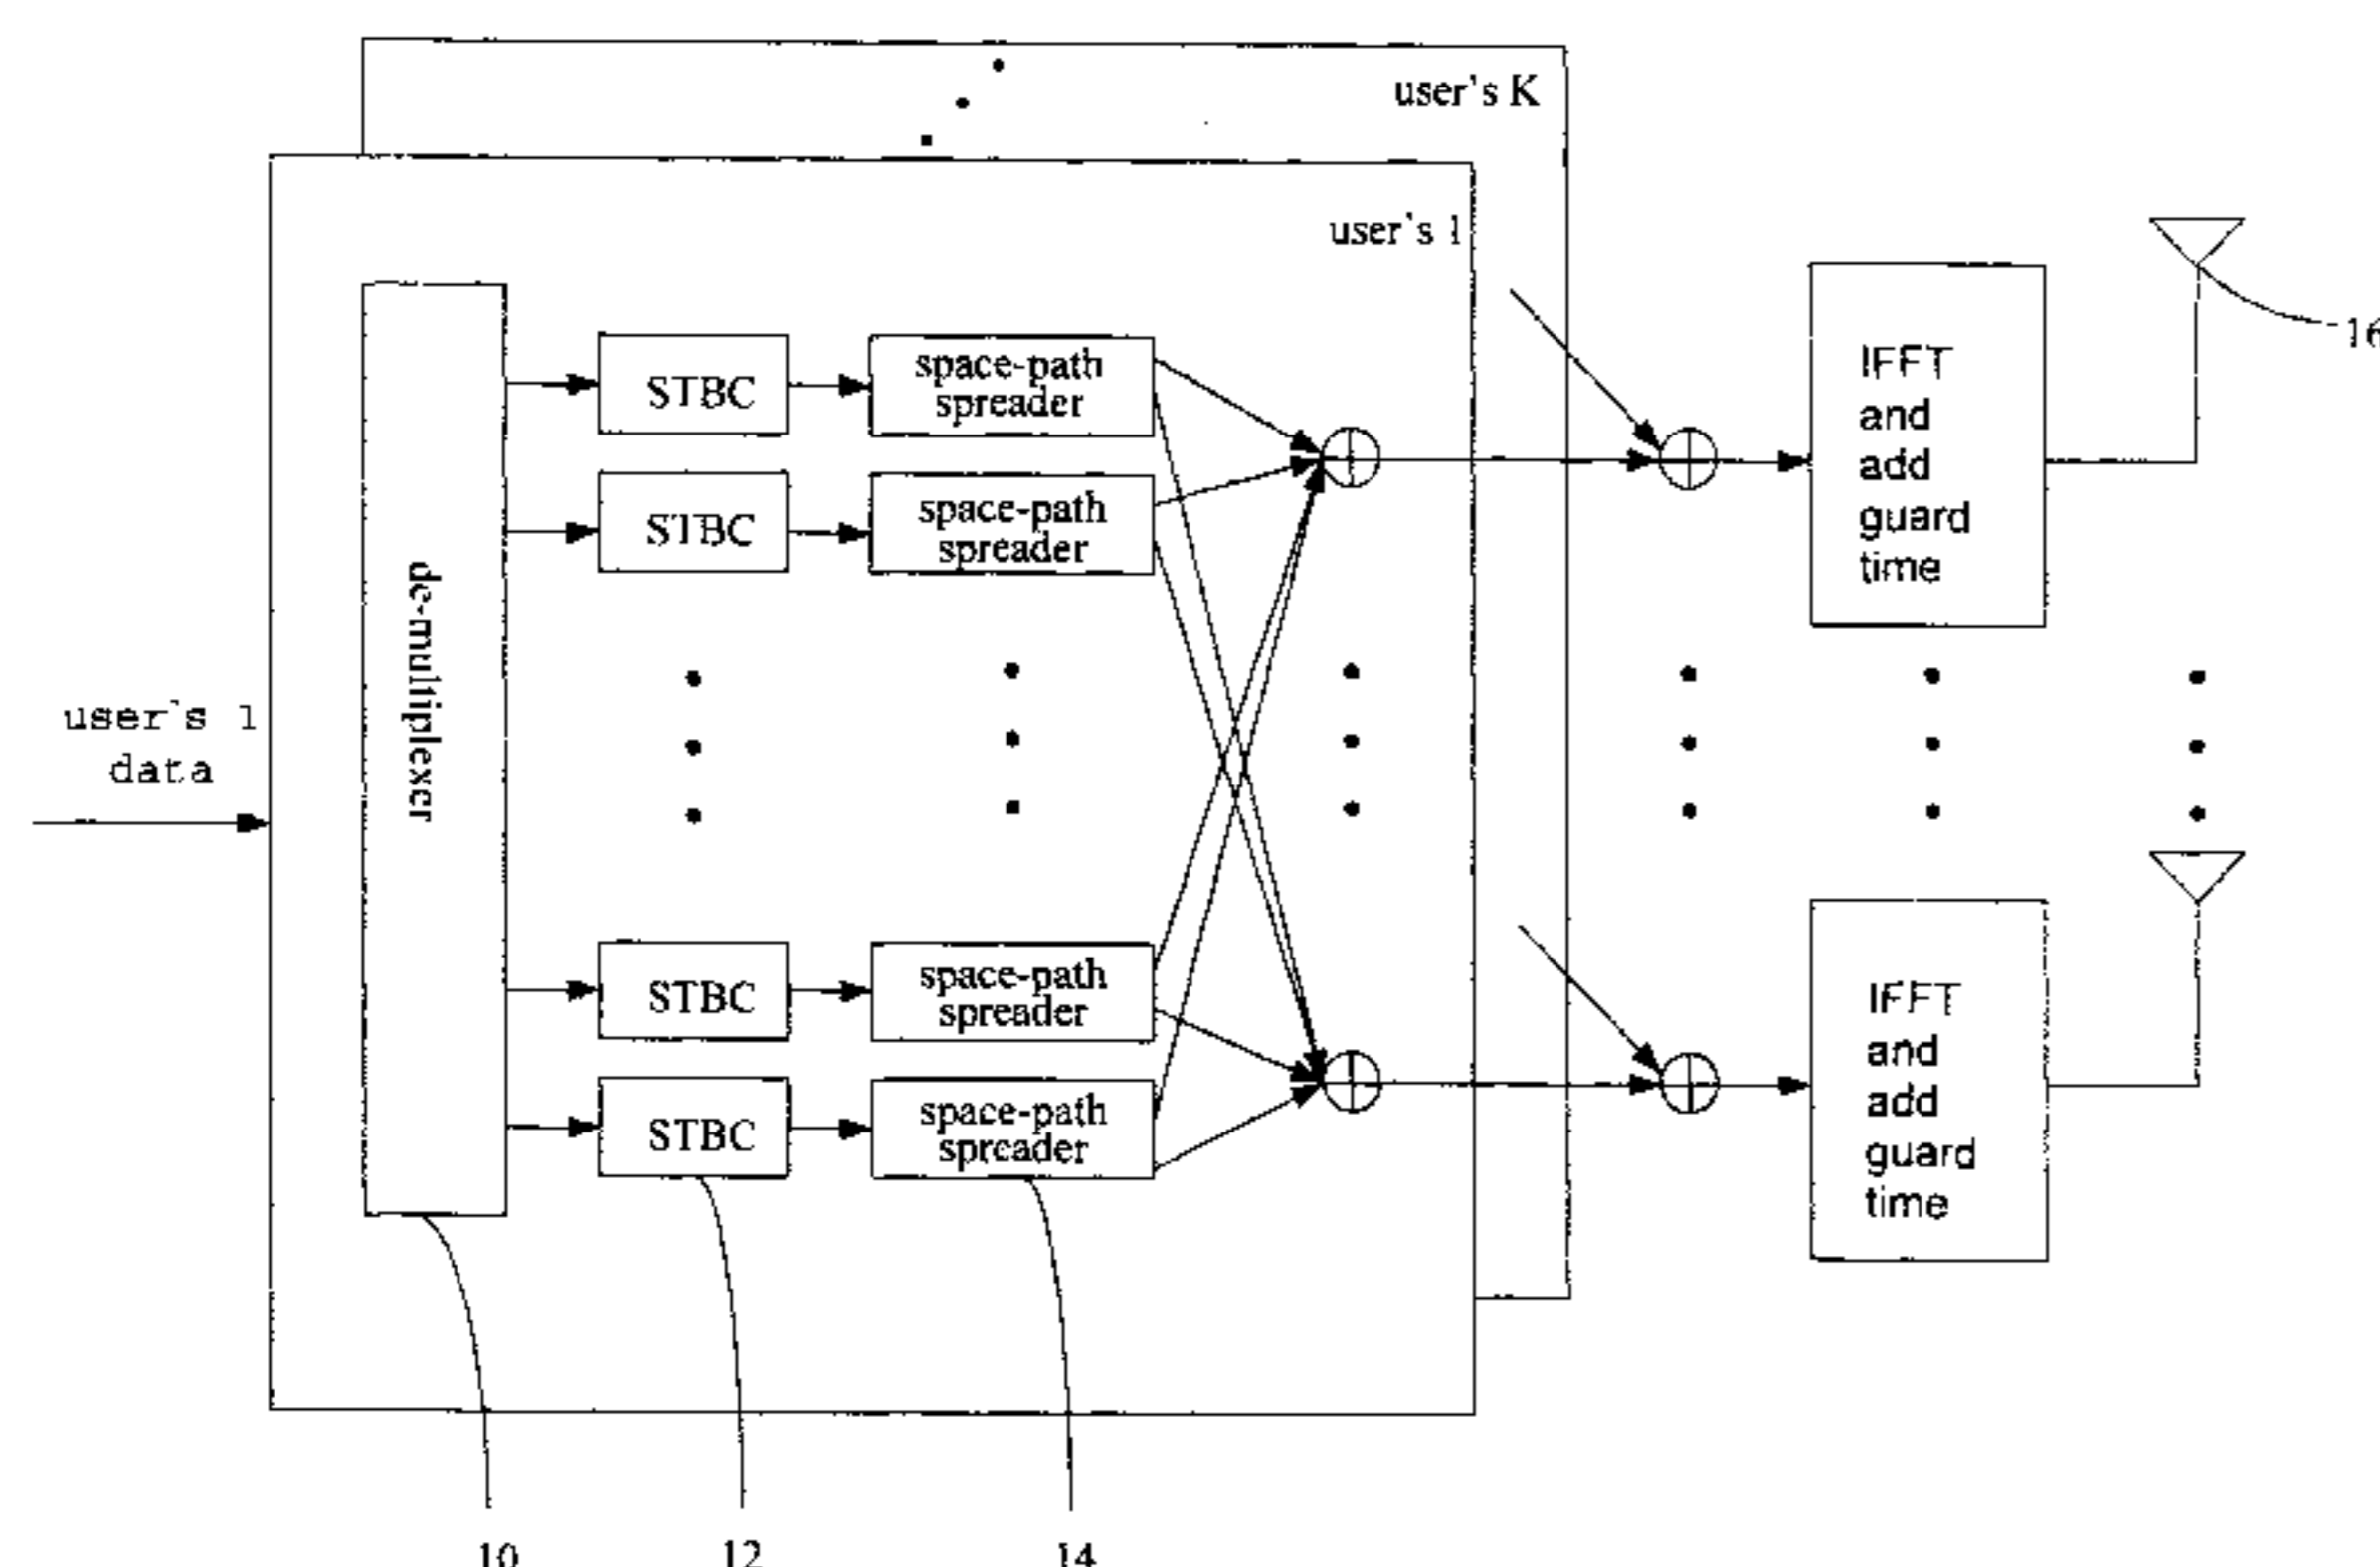 user's K
user's 1
STBC
space-path
spreader
STBC
space-path
spreader
de-multiplexer
user's 1
data
STBC
space-path
spreader
STBC
space-path
spreader
IFFT
and
add
guard
time
16
IFFT
and
add
guard
time
10
12
14